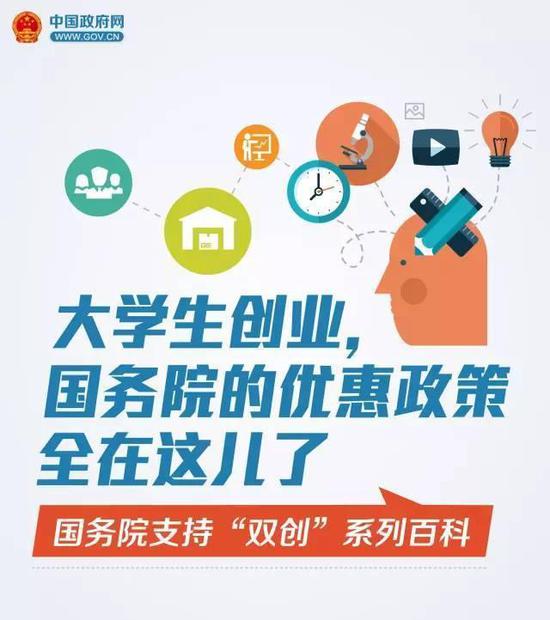 中国政府网
WWW.GOV.CN
大学生创业，
国务院的优惠政策
全在这儿了
国务院支持“双创”系列百科